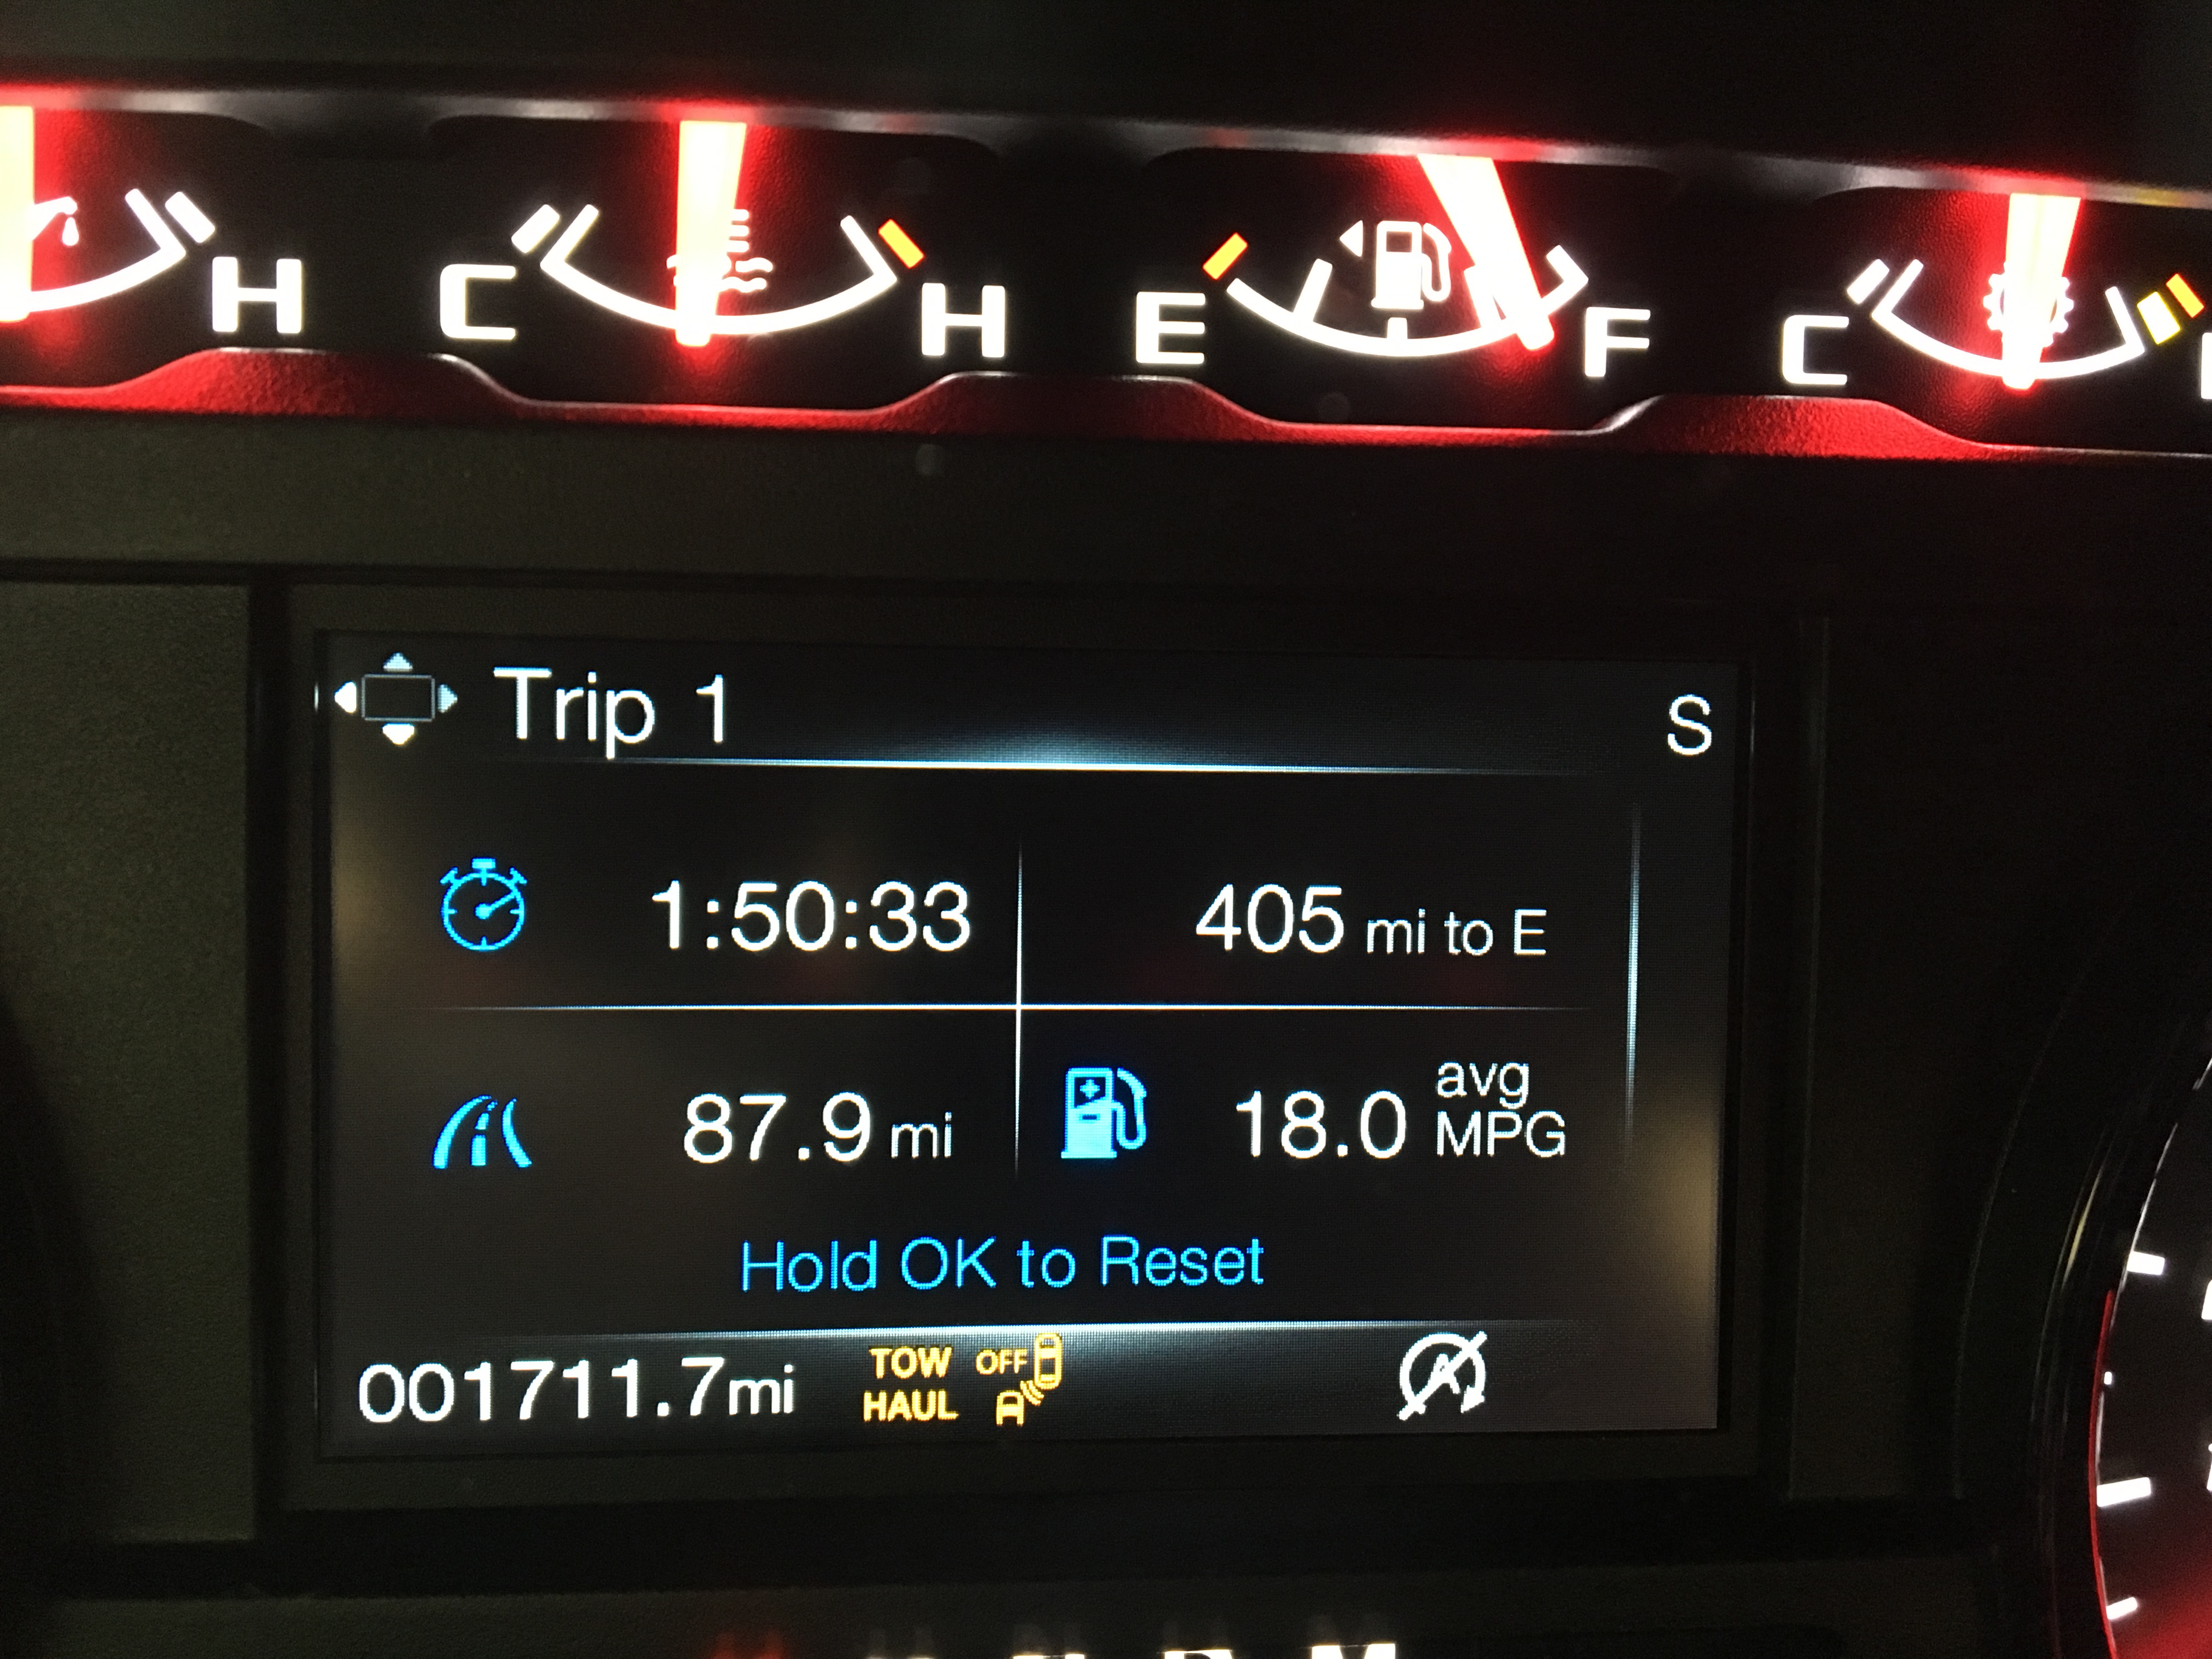 H C H E F C
Trip 1 S
1:50:33 405 mi to E
87.9 mi 18.0 avg MPG
Hold OK to Reset
001711.7mi TOW HAUL OFF